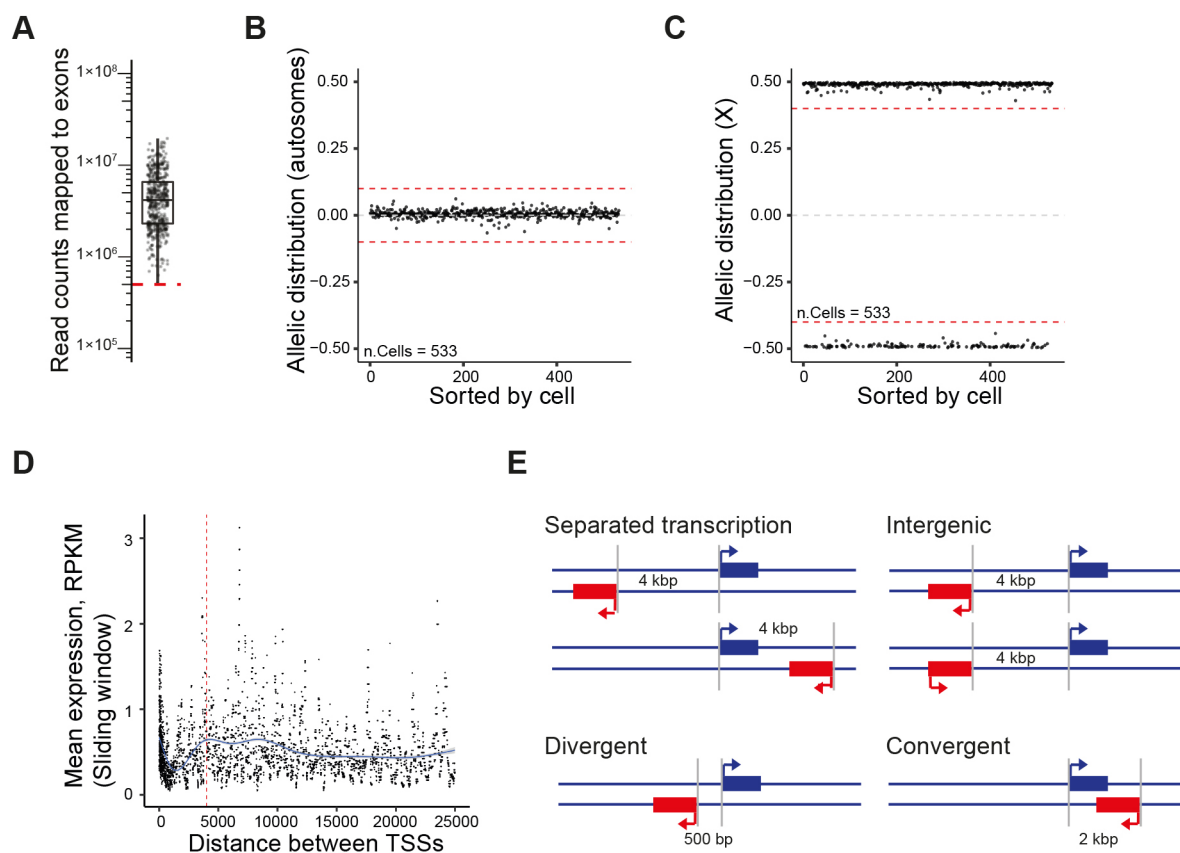 A
Read counts mapped to exons
1×10⁸
1×10⁷
1×10⁶
1×10⁵
B
Allelic distribution (autosomes)
0.50
0.25
0.00
−0.25
−0.50
n.Cells = 533
0
200
400
Sorted by cell
C
Allelic distribution (X)
0.50
0.25
0.00
−0.25
−0.50
n.Cells = 533
0
200
400
Sorted by cell
D
Mean expression, RPKM
(Sliding window)
3
2
1
0
0
5000
10000
15000
20000
25000
Distance between TSSs
E
Separated transcription
4 kbp
4 kbp
Intergenic
4 kbp
4 kbp
Divergent
500 bp
Convergent
2 kbp